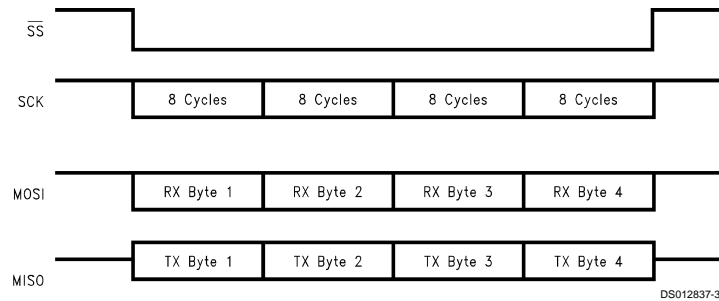 SS
SCK 8 Cycles 8 Cycles 8 Cycles 8 Cycles
MOSI RX Byte 1 RX Byte 2 RX Byte 3 RX Byte 4
MISO TX Byte 1 TX Byte 2 TX Byte 3 TX Byte 4
DS012837-3